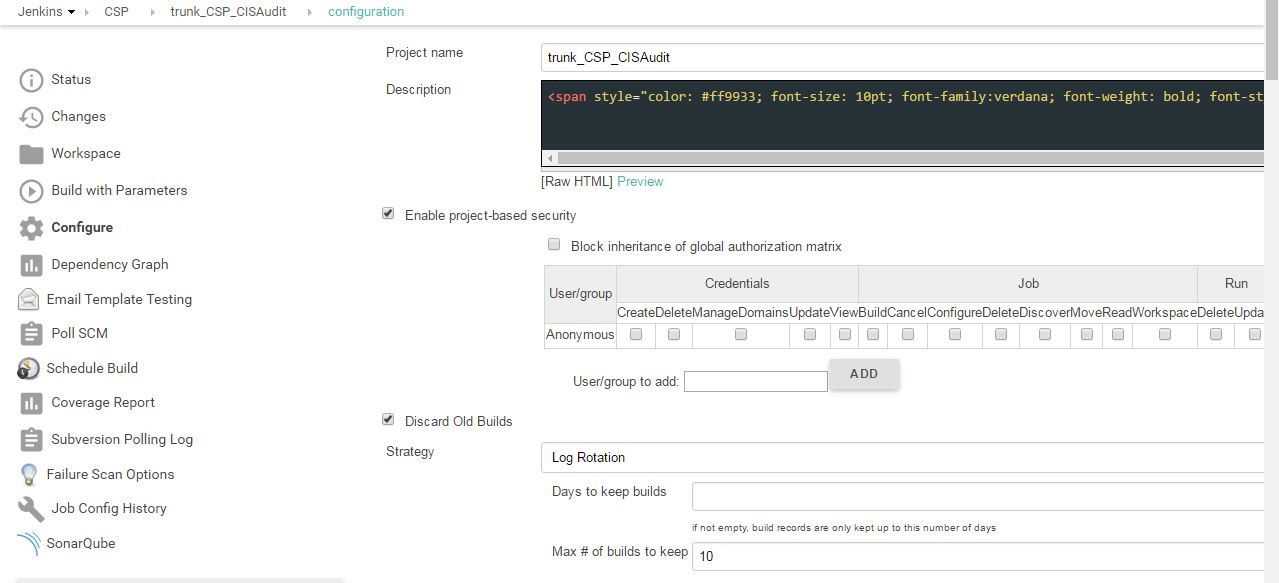 Jenkins CSP trunk_CSP_CISAudit configuration
Status
Changes
Workspace
Build with Parameters
Configure
Dependency Graph
Email Template Testing
Poll SCM
Schedule Build
Coverage Report
Subversion Polling Log
Failure Scan Options
Job Config History
SonarQube
Project name
trunk_CSP_CISAudit
Description
<span style="color: #ff9933; font-size: 10pt; font-family:verdana; font-weight: bold; font-st
[Raw HTML] Preview
Enable project-based security
Block inheritance of global authorization matrix
User/group Credentials Job Run
Create Delete ManageDomains Update View Build Cancel Configure Delete Discover Move Read Workspace Delete Upda
Anonymous
User/group to add: ADD
Discard Old Builds
Strategy
Log Rotation
Days to keep builds
if not empty, build records are only kept up to this number of days
Max # of builds to keep 10